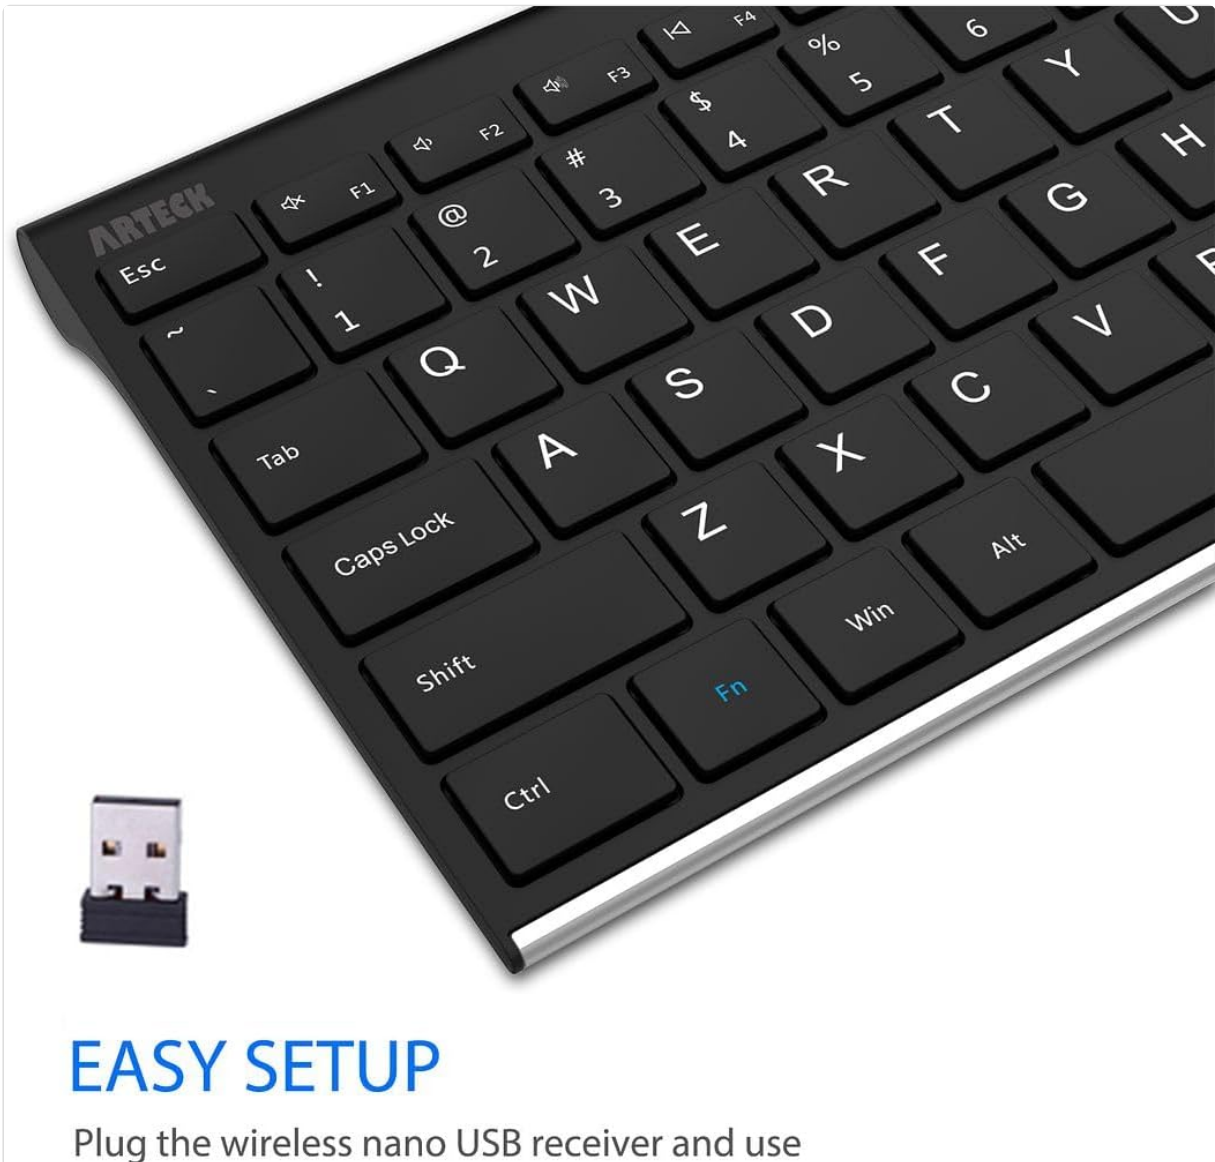 ARTECK
Esc
F1
F2
F3
F4
~ `
! 1
@ 2
# 3
$ 4
% 5
6
Tab
Q W E R T Y U
Caps Lock
A S D F G H
Shift
Z X C V
Ctrl
Fn
Win
Alt
EASY SETUP
Plug the wireless nano USB receiver and use